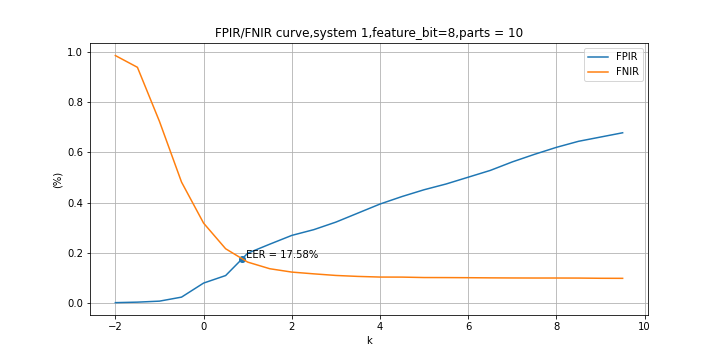 FPIR/FNIR curve,system 1,feature_bit=8,parts = 10
FPIR
FNIR
1.0
0.8
0.6
0.4
0.2
0.0
(%)
EER = 17.58%
−2
0
2
4
6
8
10
k